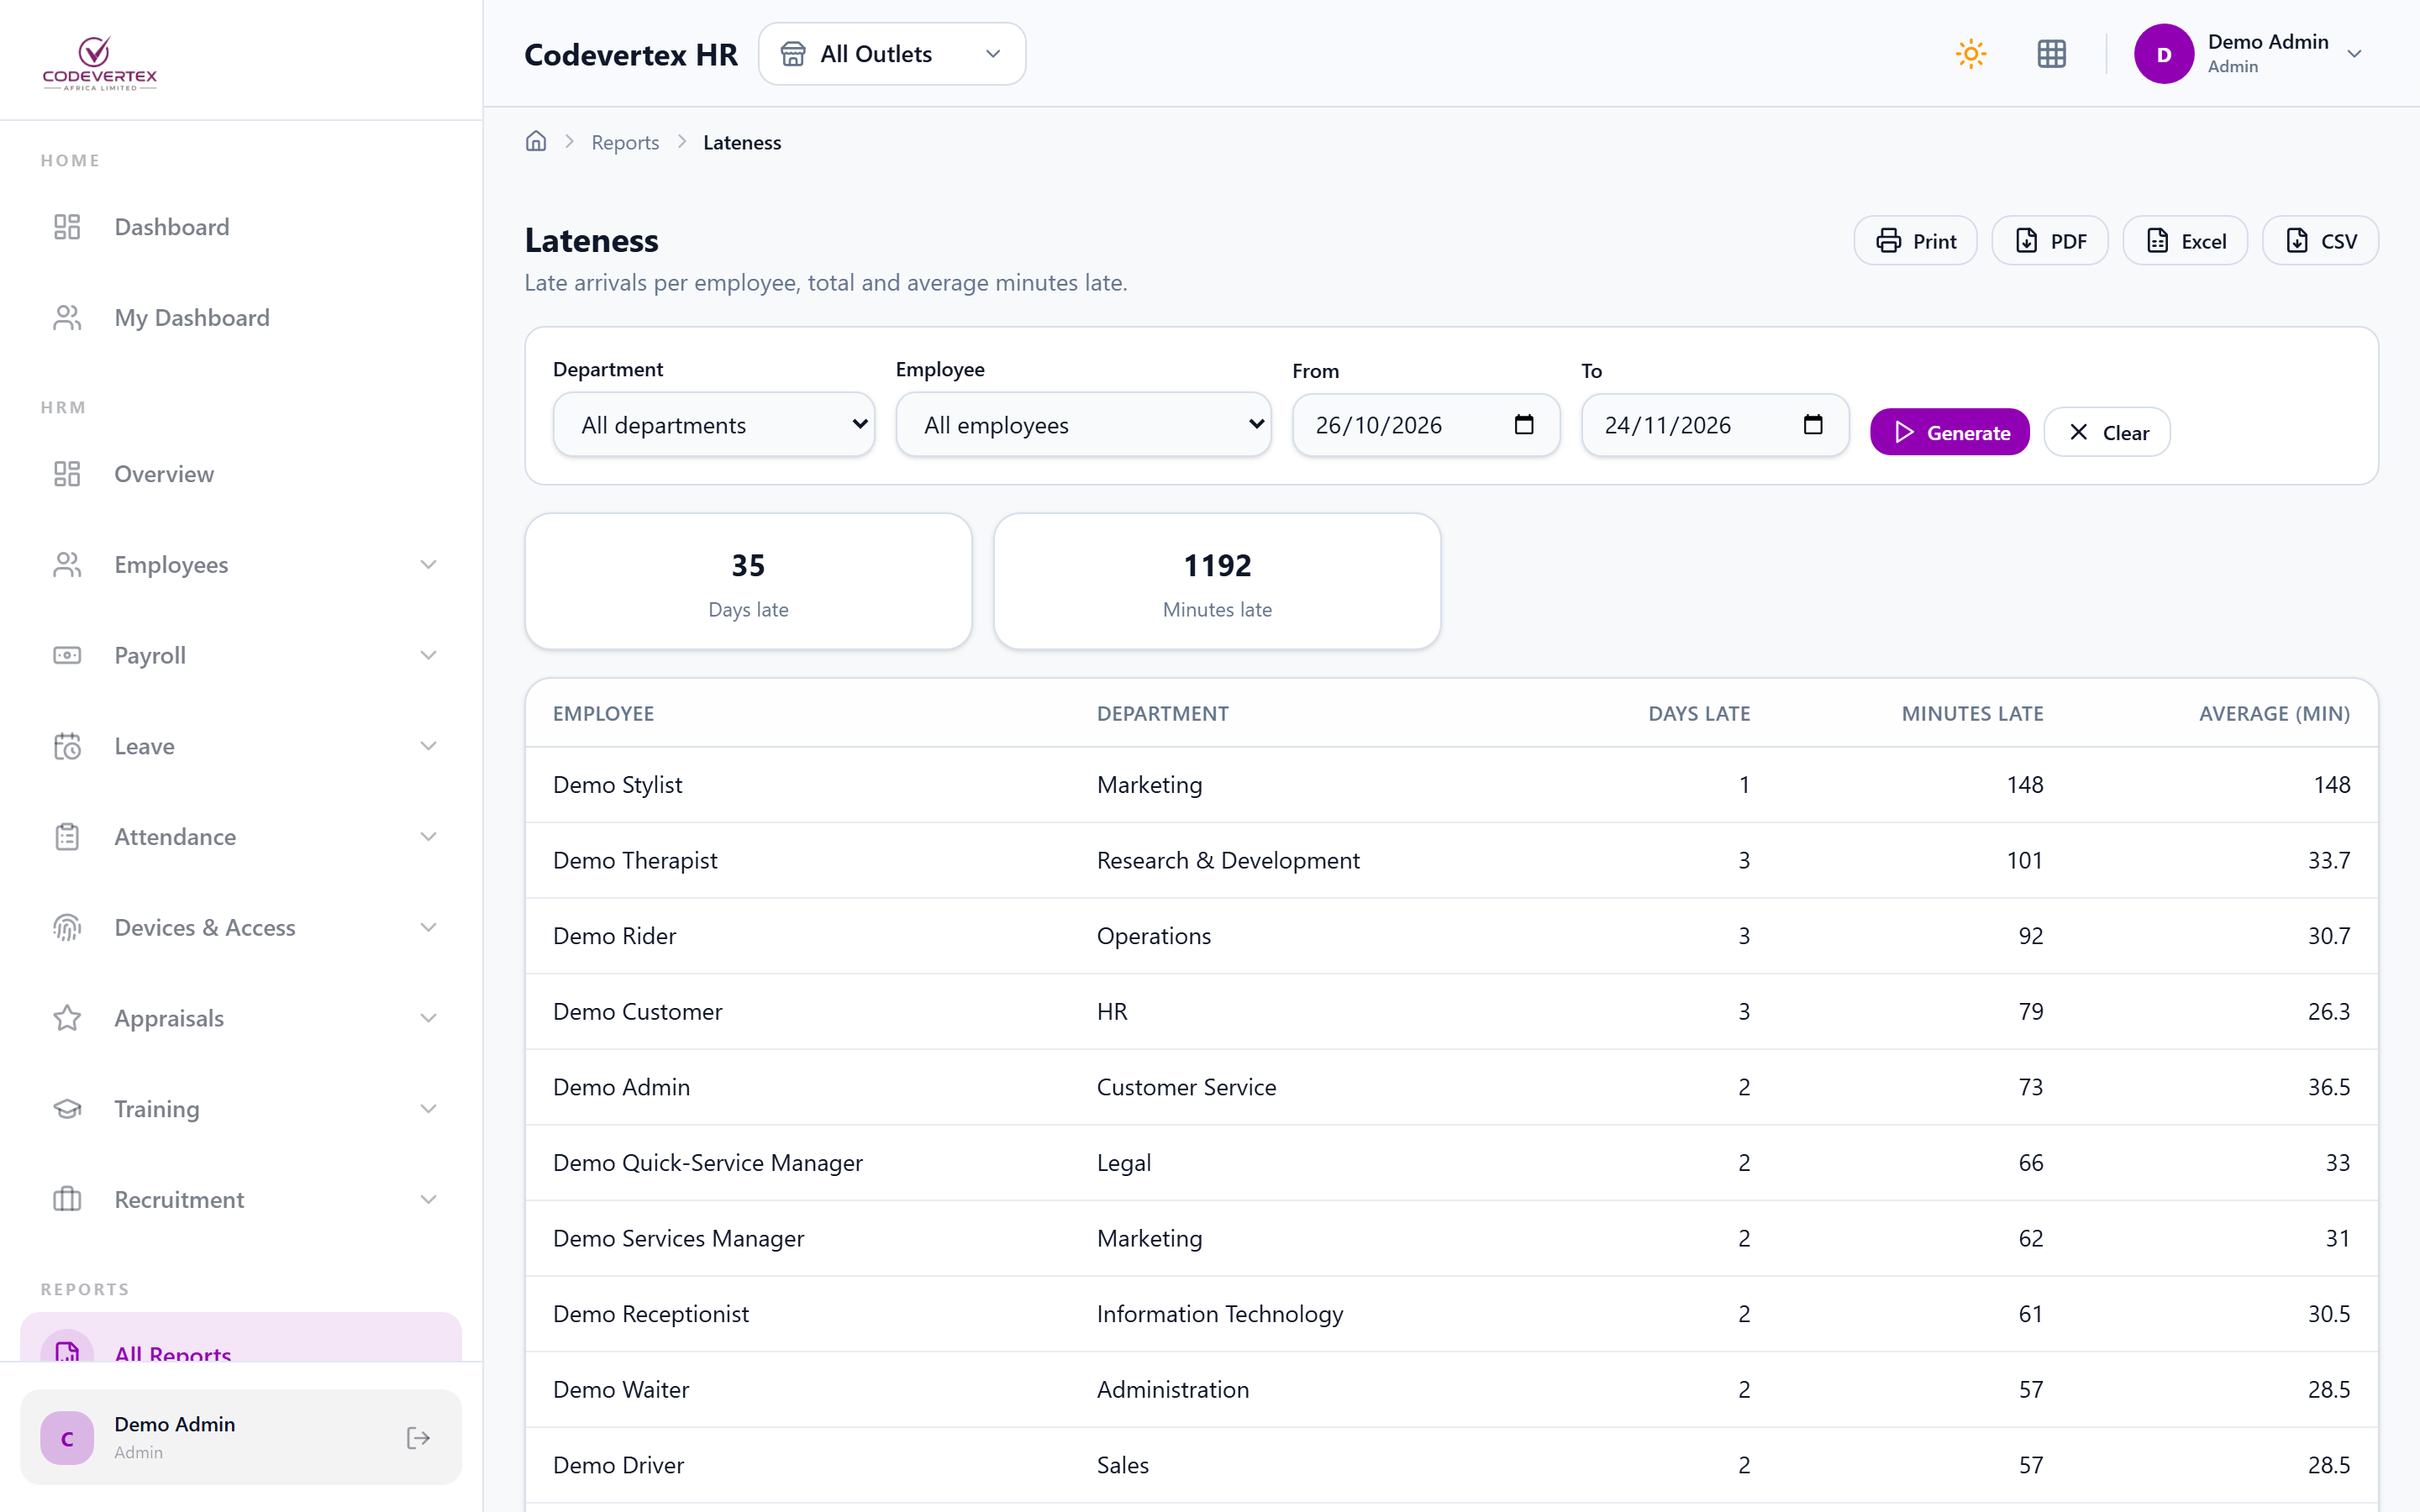 CODEVERTEX
AFRICA LIMITED
HOME
Dashboard
My Dashboard
HRM
Overview
Employees
Payroll
Leave
Attendance
Devices & Access
Appraisals
Training
Recruitment
REPORTS
All Reports
C
Demo Admin
Admin
Codevertex HR
All Outlets
D
Demo Admin
Admin
Reports
Lateness
Lateness
Late arrivals per employee, total and average minutes late.
Print
PDF
Excel
CSV
Department
Employee
From
To
All departments
All employees
26/10/2026
24/11/2026
Generate
Clear
35
Days late
1192
Minutes late
EMPLOYEE DEPARTMENT DAYS LATE MINUTES LATE AVERAGE (MIN)
Demo Stylist Marketing 1 148 148
Demo Therapist Research & Development 3 101 33.7
Demo Rider Operations 3 92 30.7
Demo Customer HR 3 79 26.3
Demo Admin Customer Service 2 73 36.5
Demo Quick-Service Manager Legal 2 66 33
Demo Services Manager Marketing 2 62 31
Demo Receptionist Information Technology 2 61 30.5
Demo Waiter Administration 2 57 28.5
Demo Driver Sales 2 57 28.5